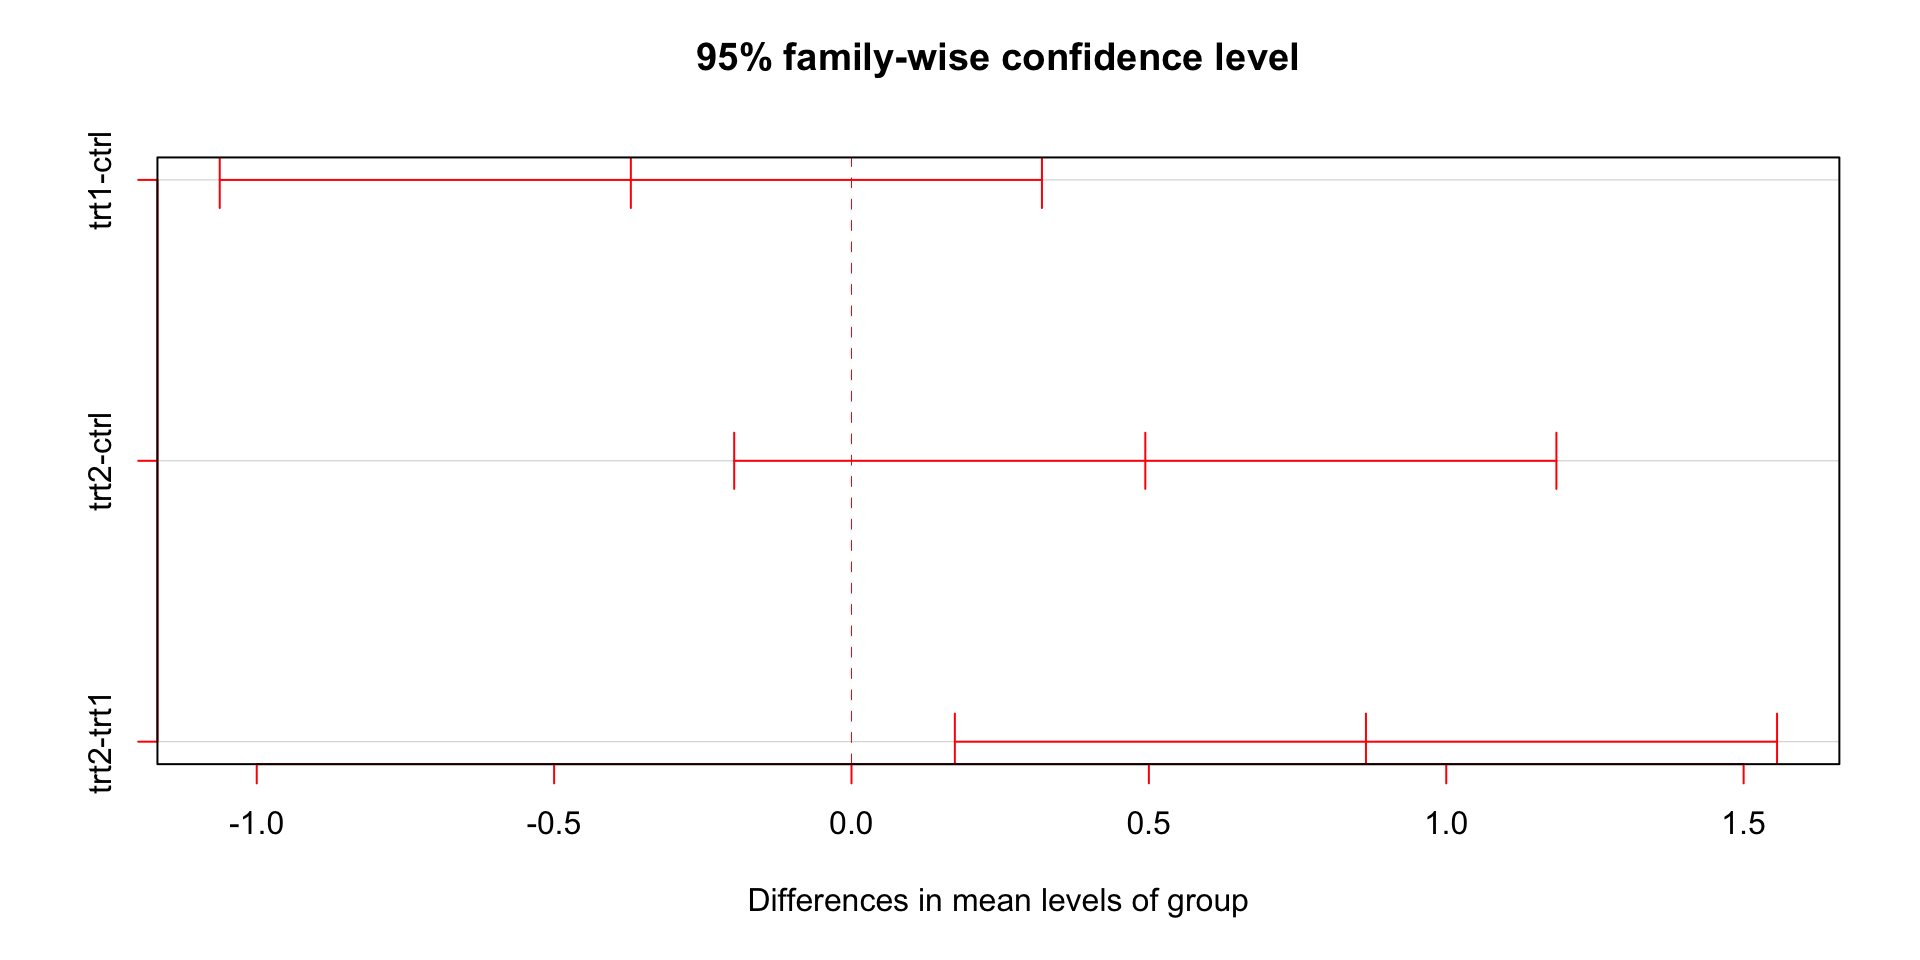 95% family-wise confidence level
trt1-ctrl
trt2-ctrl
trt2-trt1
-1.0 -0.5 0.0 0.5 1.0 1.5
Differences in mean levels of group